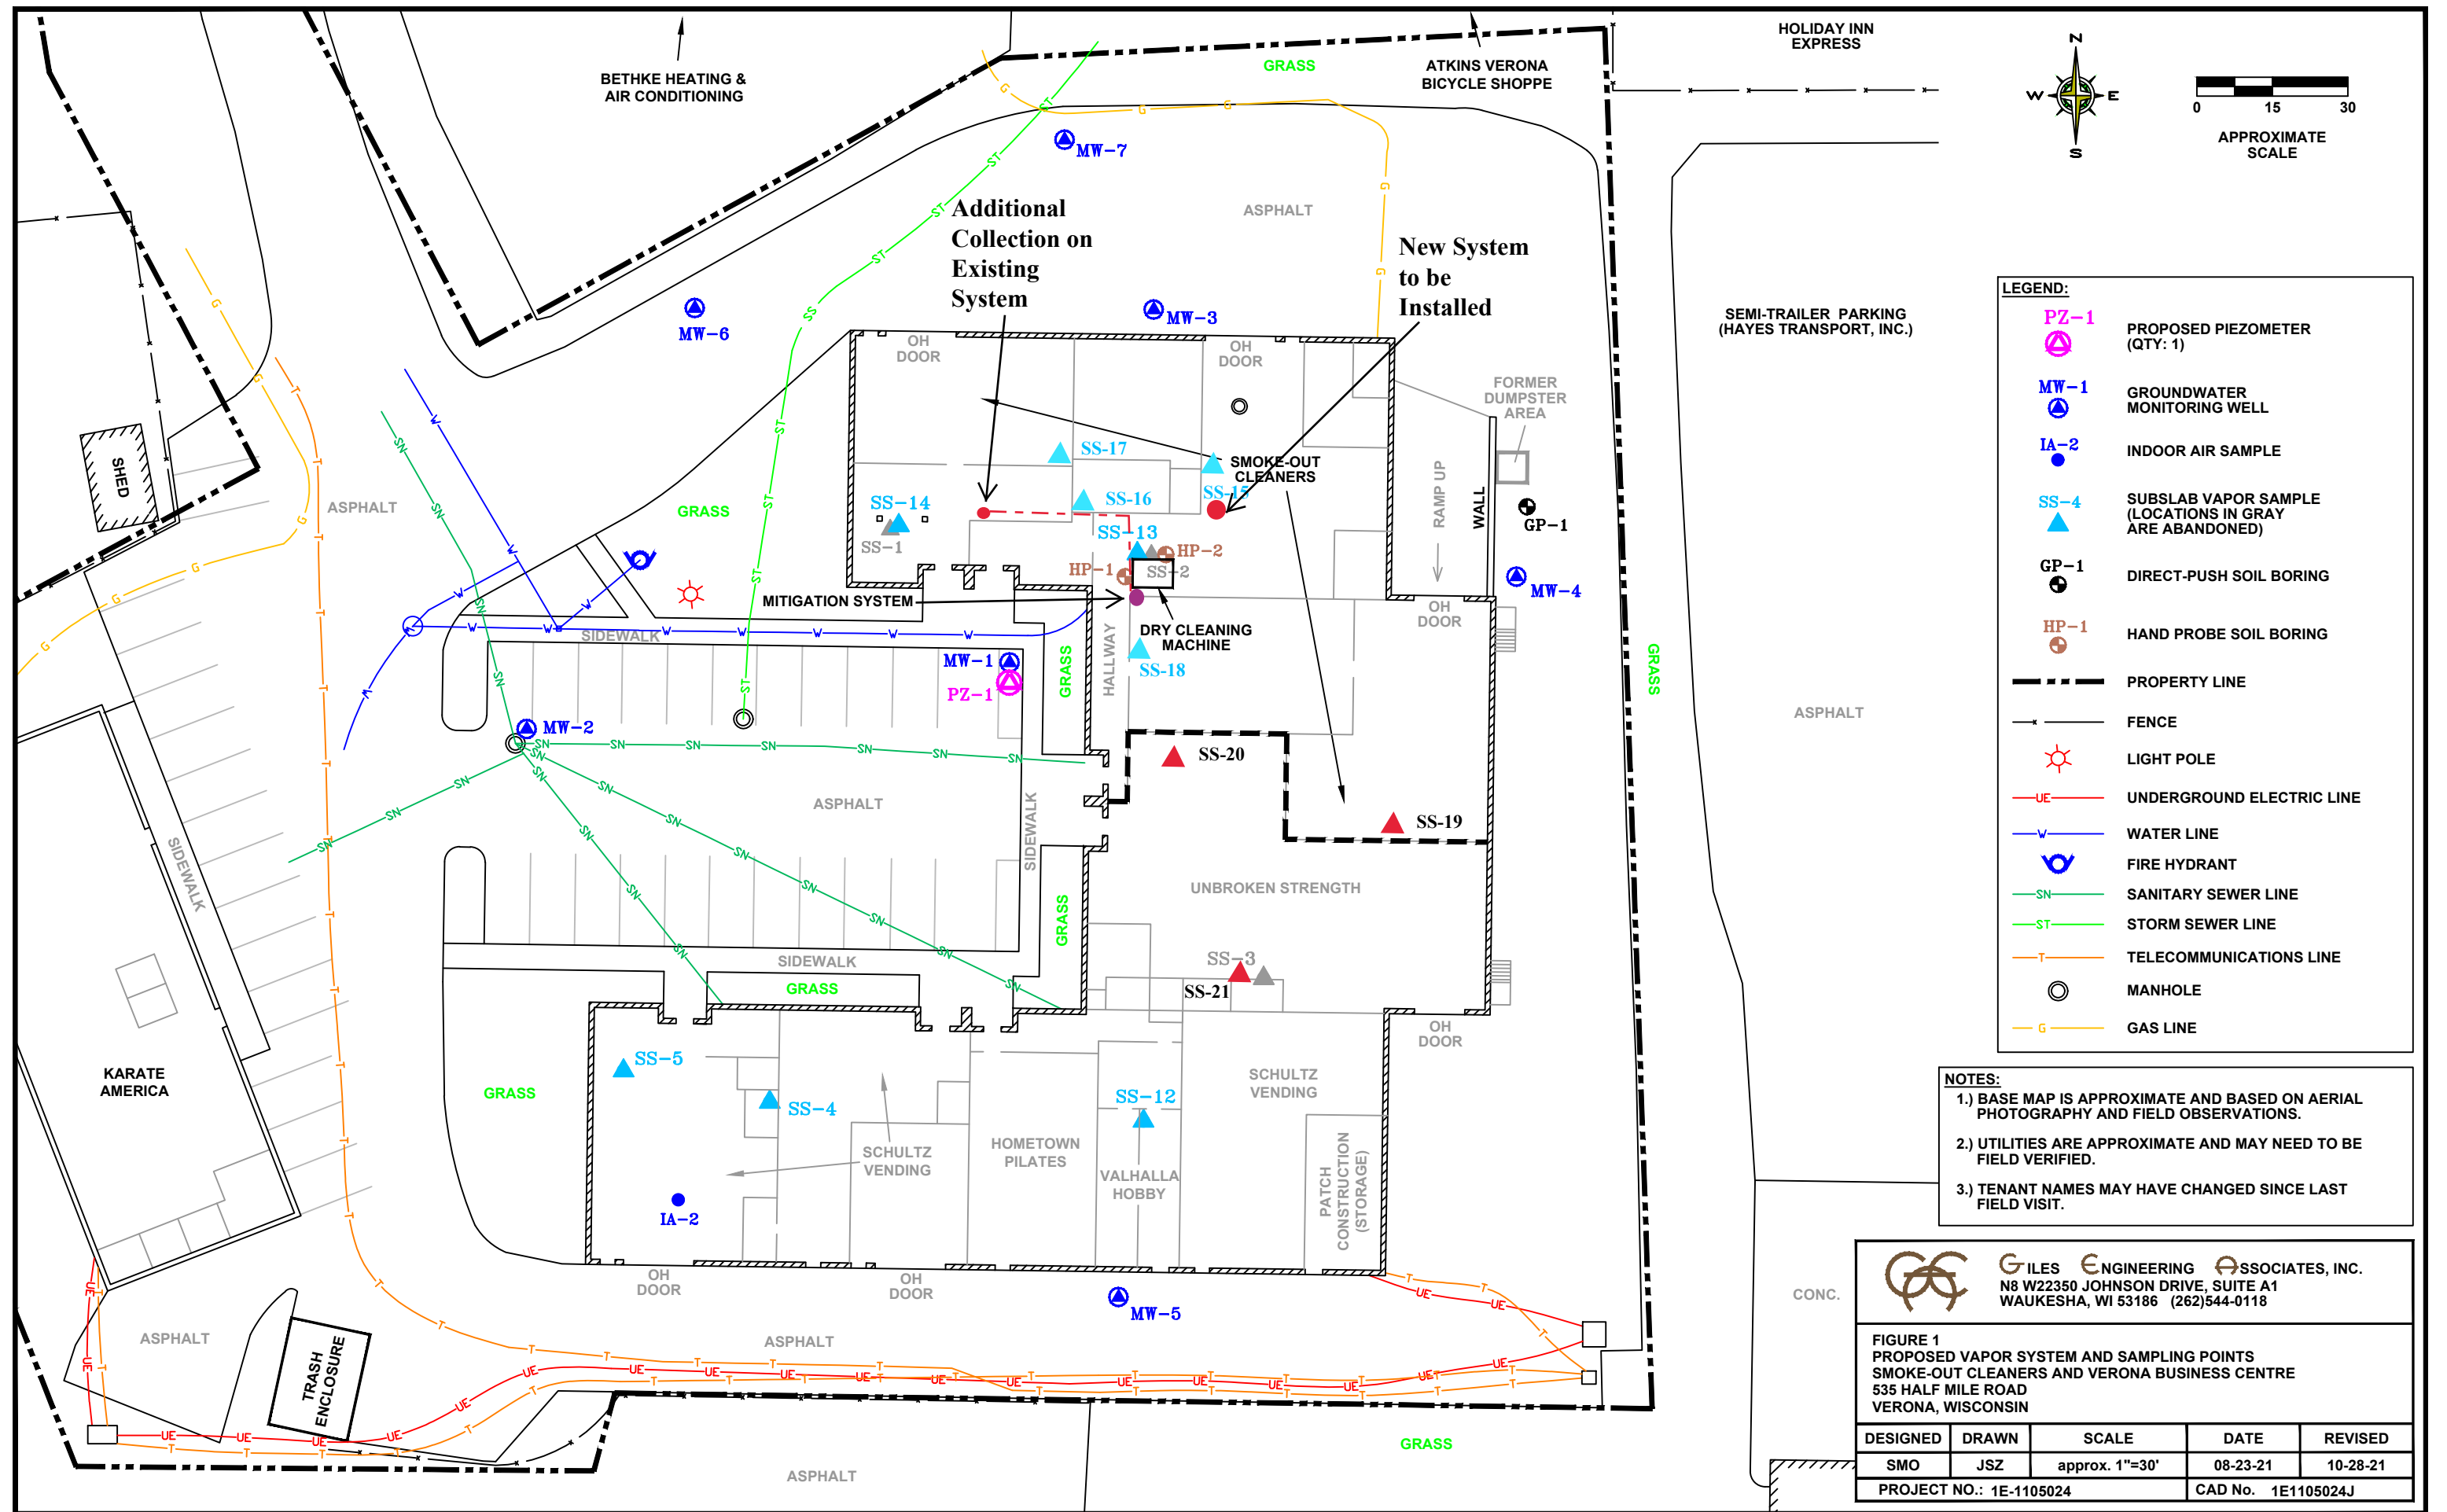 BETHKE HEATING &
AIR CONDITIONING
GRASS
ATKINS VERONA
BICYCLE SHOPPE
HOLIDAY INN
EXPRESS
N
W E
S
0 15 30
APPROXIMATE
SCALE
MW-7
ASPHALT
Additional
Collection on
Existing
System
New System
to be
Installed
MW-6
MW-3
SEMI-TRAILER PARKING
(HAYES TRANSPORT, INC.)
OH
DOOR
OH
DOOR
FORMER
DUMPSTER
AREA
SHED
ASPHALT
GRASS
SS-17
SMOKE-OUT
CLEANERS
SS-16
SS-15
SS-14
SS-1
SS-13
HP-2
HP-1
SS-2
RAMP UP
WALL
GP-1
MW-4
MITIGATION SYSTEM
DRY CLEANING
MACHINE
OH
DOOR
SIDEWALK
HALLWAY
GRASS
SS-18
MW-1
PZ-1
MW-2
GRASS
ASPHALT
SS-20
SS-19
ASPHALT
SIDEWALK
SIDEWALK
UNBROKEN STRENGTH
GRASS
SS-3
SS-21
SIDEWALK
GRASS
OH
DOOR
KARATE
AMERICA
GRASS
SS-5
SS-4
SS-12
SCHULTZ
VENDING
SCHULTZ
VENDING
HOMETOWN
PILATES
VALHALLA
HOBBY
PATCH
CONSTRUCTION
(STORAGE)
IA-2
OH
DOOR
OH
DOOR
MW-5
CONC.
ASPHALT
ASPHALT
TRASH
ENCLOSURE
GRASS
ASPHALT
LEGEND:
PZ-1
PROPOSED PIEZOMETER
(QTY: 1)
MW-1
GROUNDWATER
MONITORING WELL
IA-2
INDOOR AIR SAMPLE
SS-4
SUBSLAB VAPOR SAMPLE
(LOCATIONS IN GRAY
ARE ABANDONED)
GP-1
DIRECT-PUSH SOIL BORING
HP-1
HAND PROBE SOIL BORING
PROPERTY LINE
FENCE
LIGHT POLE
UE UNDERGROUND ELECTRIC LINE
W WATER LINE
FIRE HYDRANT
SN SANITARY SEWER LINE
ST STORM SEWER LINE
T TELECOMMUNICATIONS LINE
MANHOLE
G GAS LINE
NOTES:
1.) BASE MAP IS APPROXIMATE AND BASED ON AERIAL
PHOTOGRAPHY AND FIELD OBSERVATIONS.
2.) UTILITIES ARE APPROXIMATE AND MAY NEED TO BE
FIELD VERIFIED.
3.) TENANT NAMES MAY HAVE CHANGED SINCE LAST
FIELD VISIT.
GILES ENGINEERING ASSOCIATES, INC.
N8 W22350 JOHNSON DRIVE, SUITE A1
WAUKESHA, WI 53186 (262)544-0118
FIGURE 1
PROPOSED VAPOR SYSTEM AND SAMPLING POINTS
SMOKE-OUT CLEANERS AND VERONA BUSINESS CENTRE
535 HALF MILE ROAD
VERONA, WISCONSIN
DESIGNED DRAWN SCALE DATE REVISED
SMO JSZ approx. 1"=30' 08-23-21 10-28-21
PROJECT NO.: 1E-1105024 CAD No. 1E1105024J